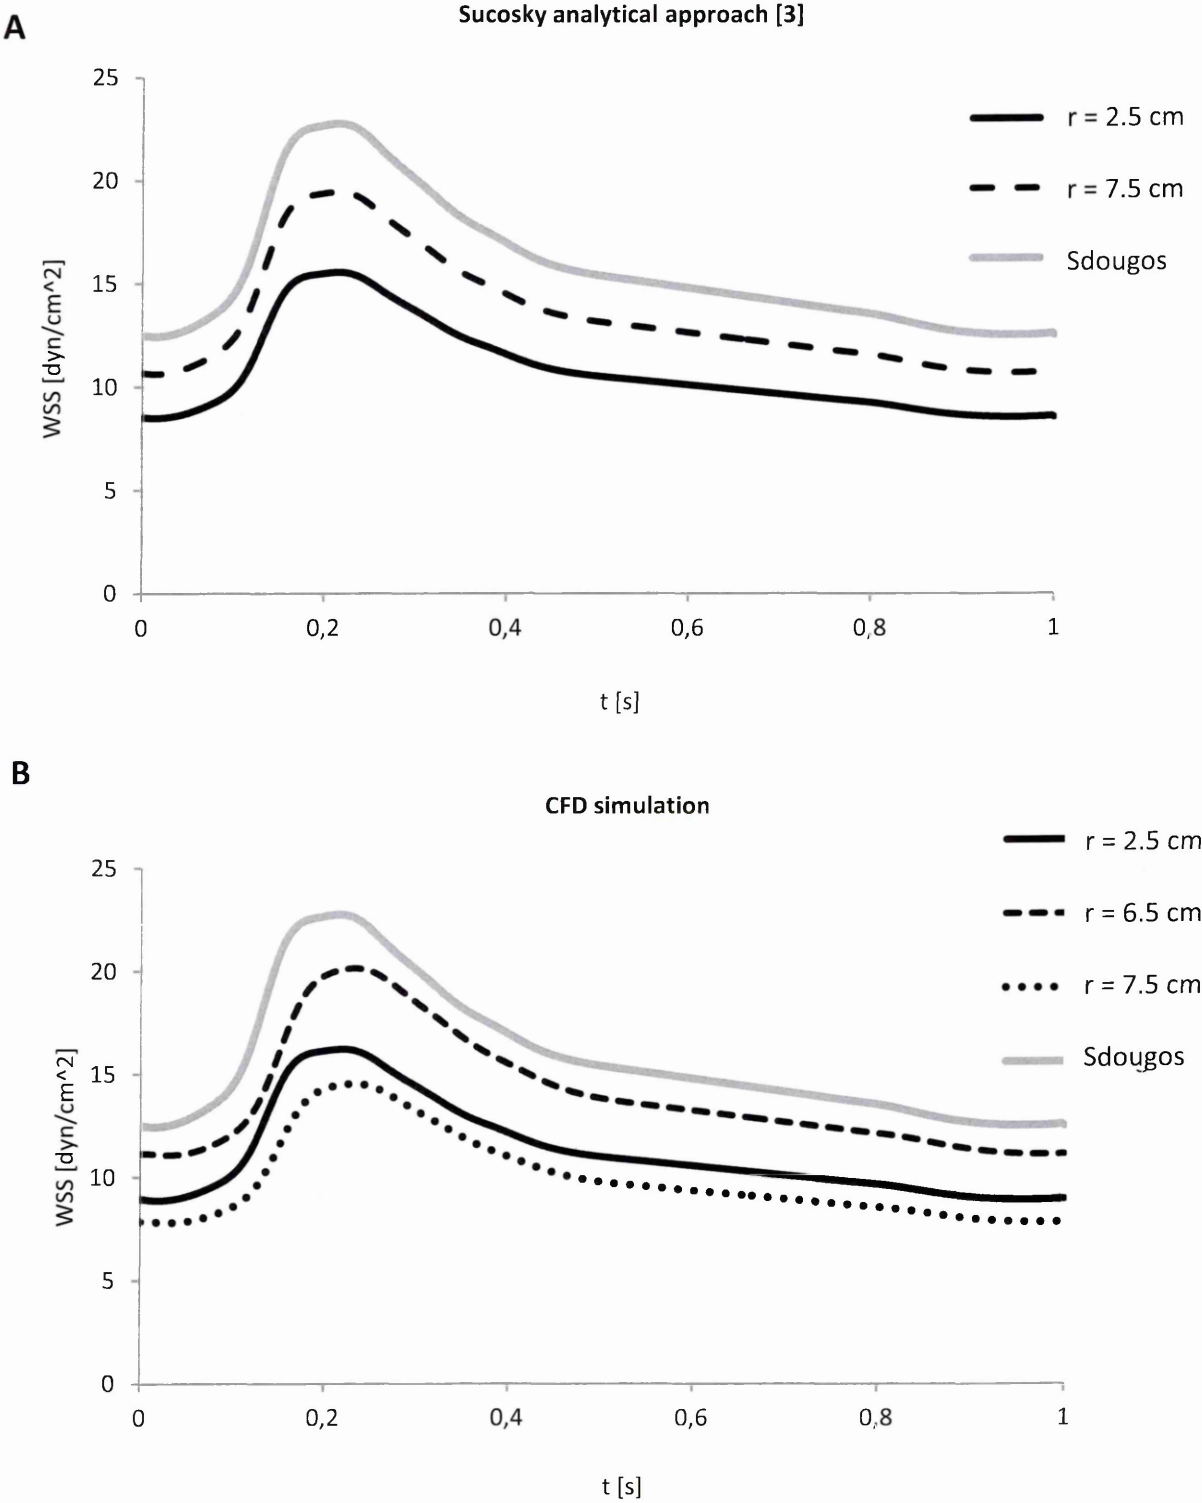 Sucosky analytical approach [3]
A
25
20
15
10
5
0
WSS [dyn/cm^2]
0
0,2
0,4
0,6
0,8
1
t [s]
r = 2.5 cm
r = 7.5 cm
Sdougos
B
CFD simulation
25
20
15
10
5
0
WSS [dyn/cm^2]
0
0,2
0,4
0,6
0,8
1
t [s]
r = 2.5 cm
r = 6.5 cm
r = 7.5 cm
Sdougos